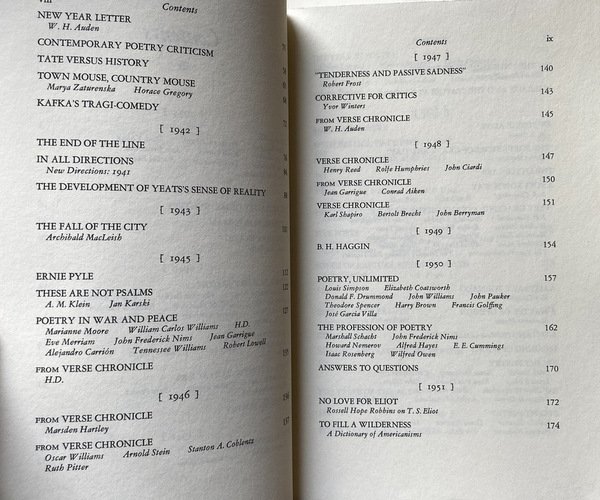 viii
Contents
NEW YEAR LETTER
W. H. Auden
CONTEMPORARY POETRY CRITICISM
TATE VERSUS HISTORY
TOWN MOUSE, COUNTRY MOUSE
Marya Zaturenska Horace Gregory
KAFKA'S TRAGI-COMEDY
[ 1942 ]
THE END OF THE LINE
IN ALL DIRECTIONS
New Directions: 1941
THE DEVELOPMENT OF YEATS'S SENSE OF REALITY
[ 1943 ]
THE FALL OF THE CITY
Archibald MacLeish
[ 1945 ]
ERNIE PYLE 112
THESE ARE NOT PSALMS 122
A. M. Klein Jan Karski
POETRY IN WAR AND PEACE 127
Marianne Moore William Carlos Williams H.D.
Eve Merriam John Frederick Nims Jean Garrigue
Alejandro Carrión Tennessee Williams Robert Lowell
FROM VERSE CHRONICLE
H.D.
[ 1946 ]
FROM VERSE CHRONICLE
Marsden Hartley
FROM VERSE CHRONICLE 137
Oscar Williams Arnold Stein Stanton A. Coblentz
Ruth Pitter
Contents ix
[ 1947 ]
"TENDERNESS AND PASSIVE SADNESS" 140
Robert Frost
CORRECTIVE FOR CRITICS 143
Yvor Winters
FROM VERSE CHRONICLE 145
W. H. Auden
[ 1948 ]
VERSE CHRONICLE 147
Henry Reed Rolfe Humphries John Ciardi
FROM VERSE CHRONICLE 150
Jean Garrigue Conrad Aiken
VERSE CHRONICLE 151
Karl Shapiro Bertolt Brecht John Berryman
[ 1949 ]
B. H. HAGGIN 154
[ 1950 ]
POETRY, UNLIMITED 157
Louis Simpson Elizabeth Coatsworth
Donald F. Drummond John Williams John Pauker
Theodore Spencer Harry Brown Francis Golffing
José Garcia Villa
THE PROFESSION OF POETRY 162
Marshall Schachs John Frederick Nims
Howard Nemerov Alfred Hayes E. E. Cummings
Isaac Rosenberg Wilfred Owen
ANSWERS TO QUESTIONS 170
[ 1951 ]
NO LOVE FOR ELIOT 172
Rossell Hope Robbins on T. S. Eliot
TO FILL A WILDERNESS 174
A Dictionary of Americanisms